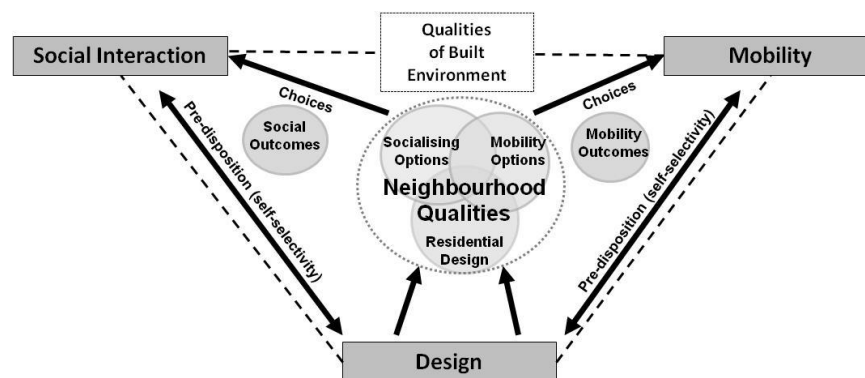 Qualities
of Built
Environment
Social Interaction
Mobility
Choices
Choices
Social
Outcomes
Mobility
Outcomes
Socialising
Options
Mobility
Options
Neighbourhood
Qualities
Residential
Design
Pre-disposition (self-selectivity)
Pre-disposition (self-selectivity)
Design